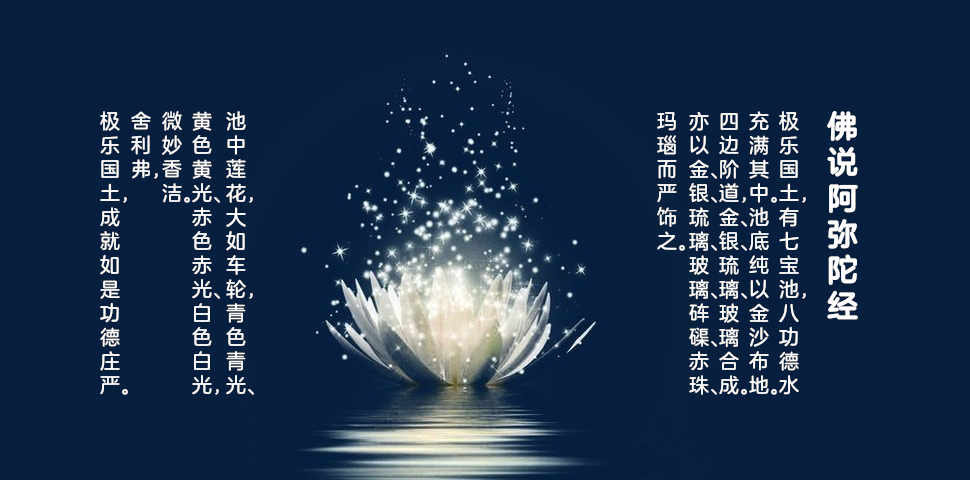 佛说阿弥陀经
极乐国土,有七宝池,八功德水
充满其中。池底纯以金沙布地。
四边阶道,金、银、琉璃、玻璃合成。
亦以金、银、琉璃、玻璃、砗磲、赤珠、
玛瑙而严饰之。
池中莲花,大如车轮,青色青光、
黄色黄光、赤色赤光、白色白光,
微妙香洁。
舍利弗,
极乐国土,成就如是功德庄严。